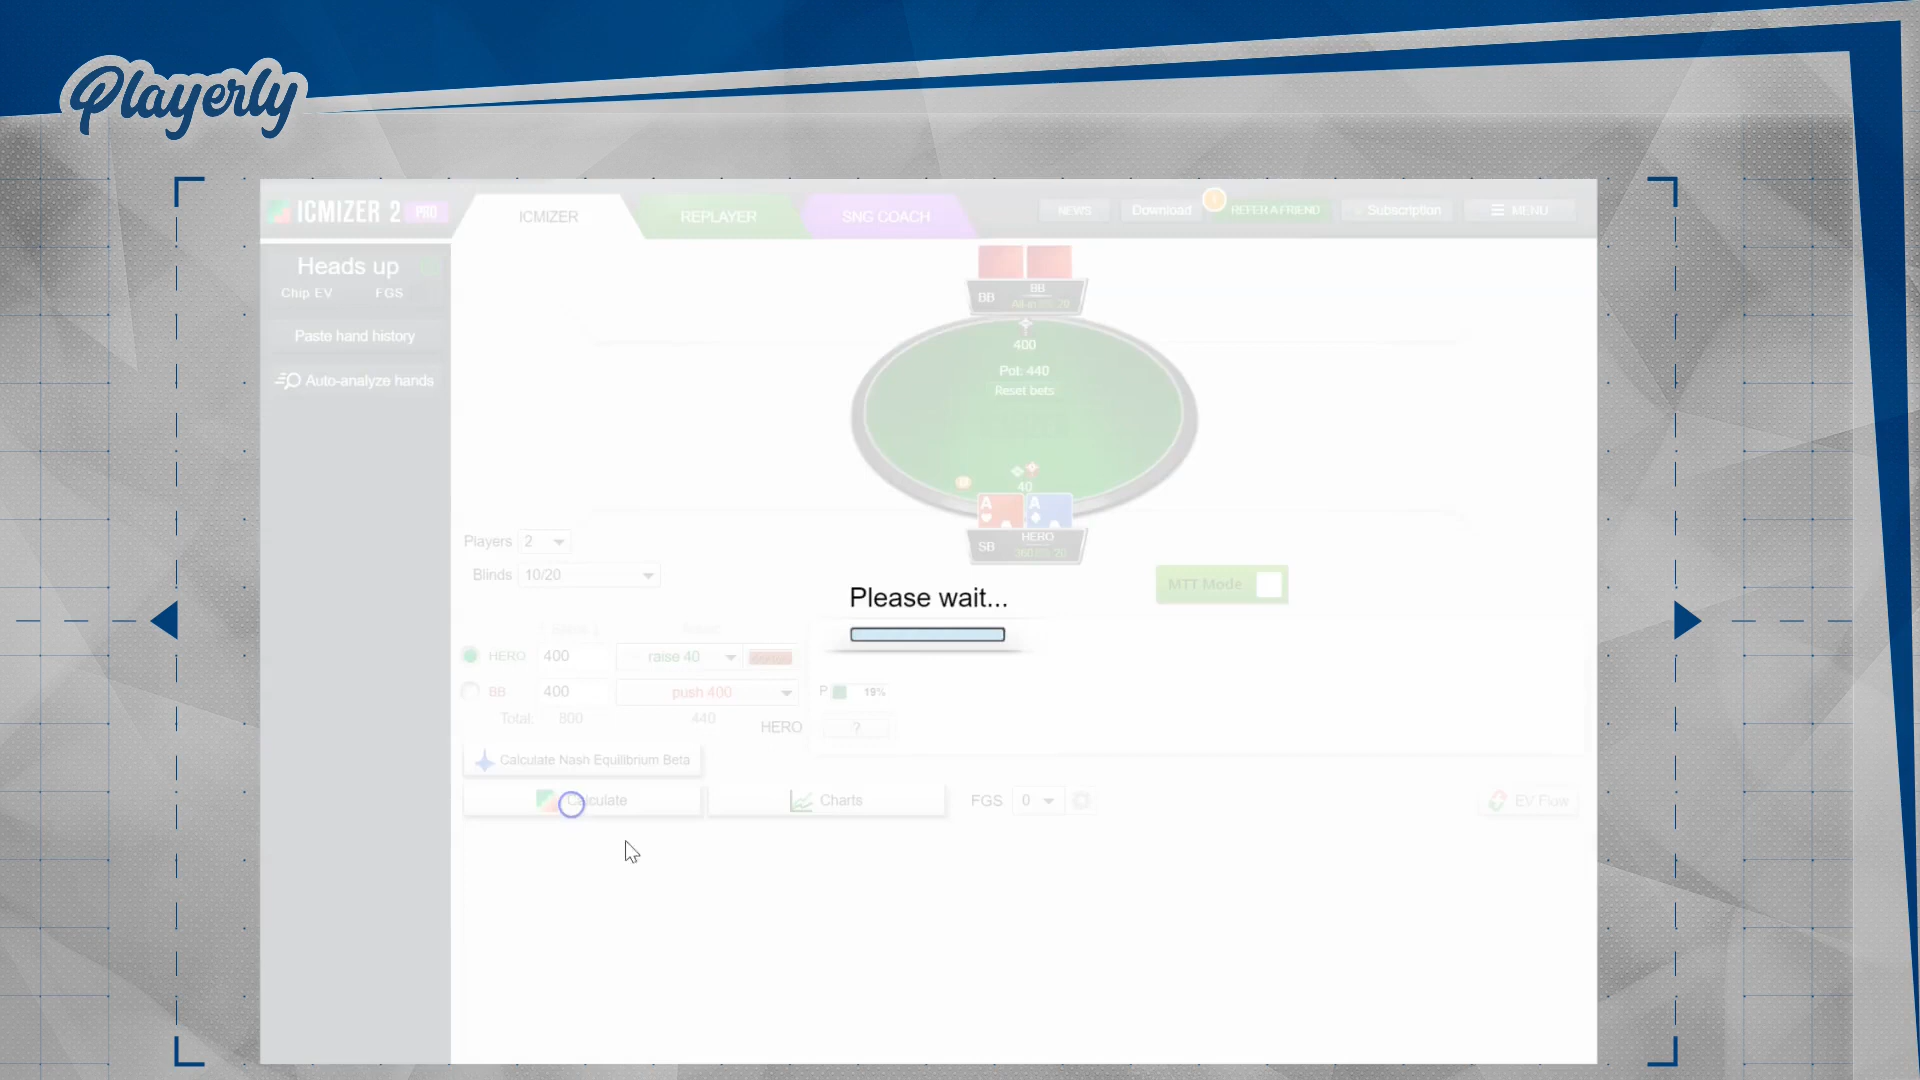 Playerly
ICMIZER 2 PRO
ICMIZER
REPLAYER
SNG COACH
NEWS
Download
REFER A FRIEND
Subscription
MENU
Heads up
Chip EV FGS
Paste hand history
Auto-analyze hands
BB
BB
400
Pot: 440
Reset bets
40
A A
HERO
SB
Players 2
Blinds 10/20
MTT Mode
Please wait...
HERO 400 raise 40
BB 400 push 400
P 19%
Total: 800 440
HERO ?
Calculate Nash Equilibrium Beta
Calculate
Charts
FGS 0
EV Flow